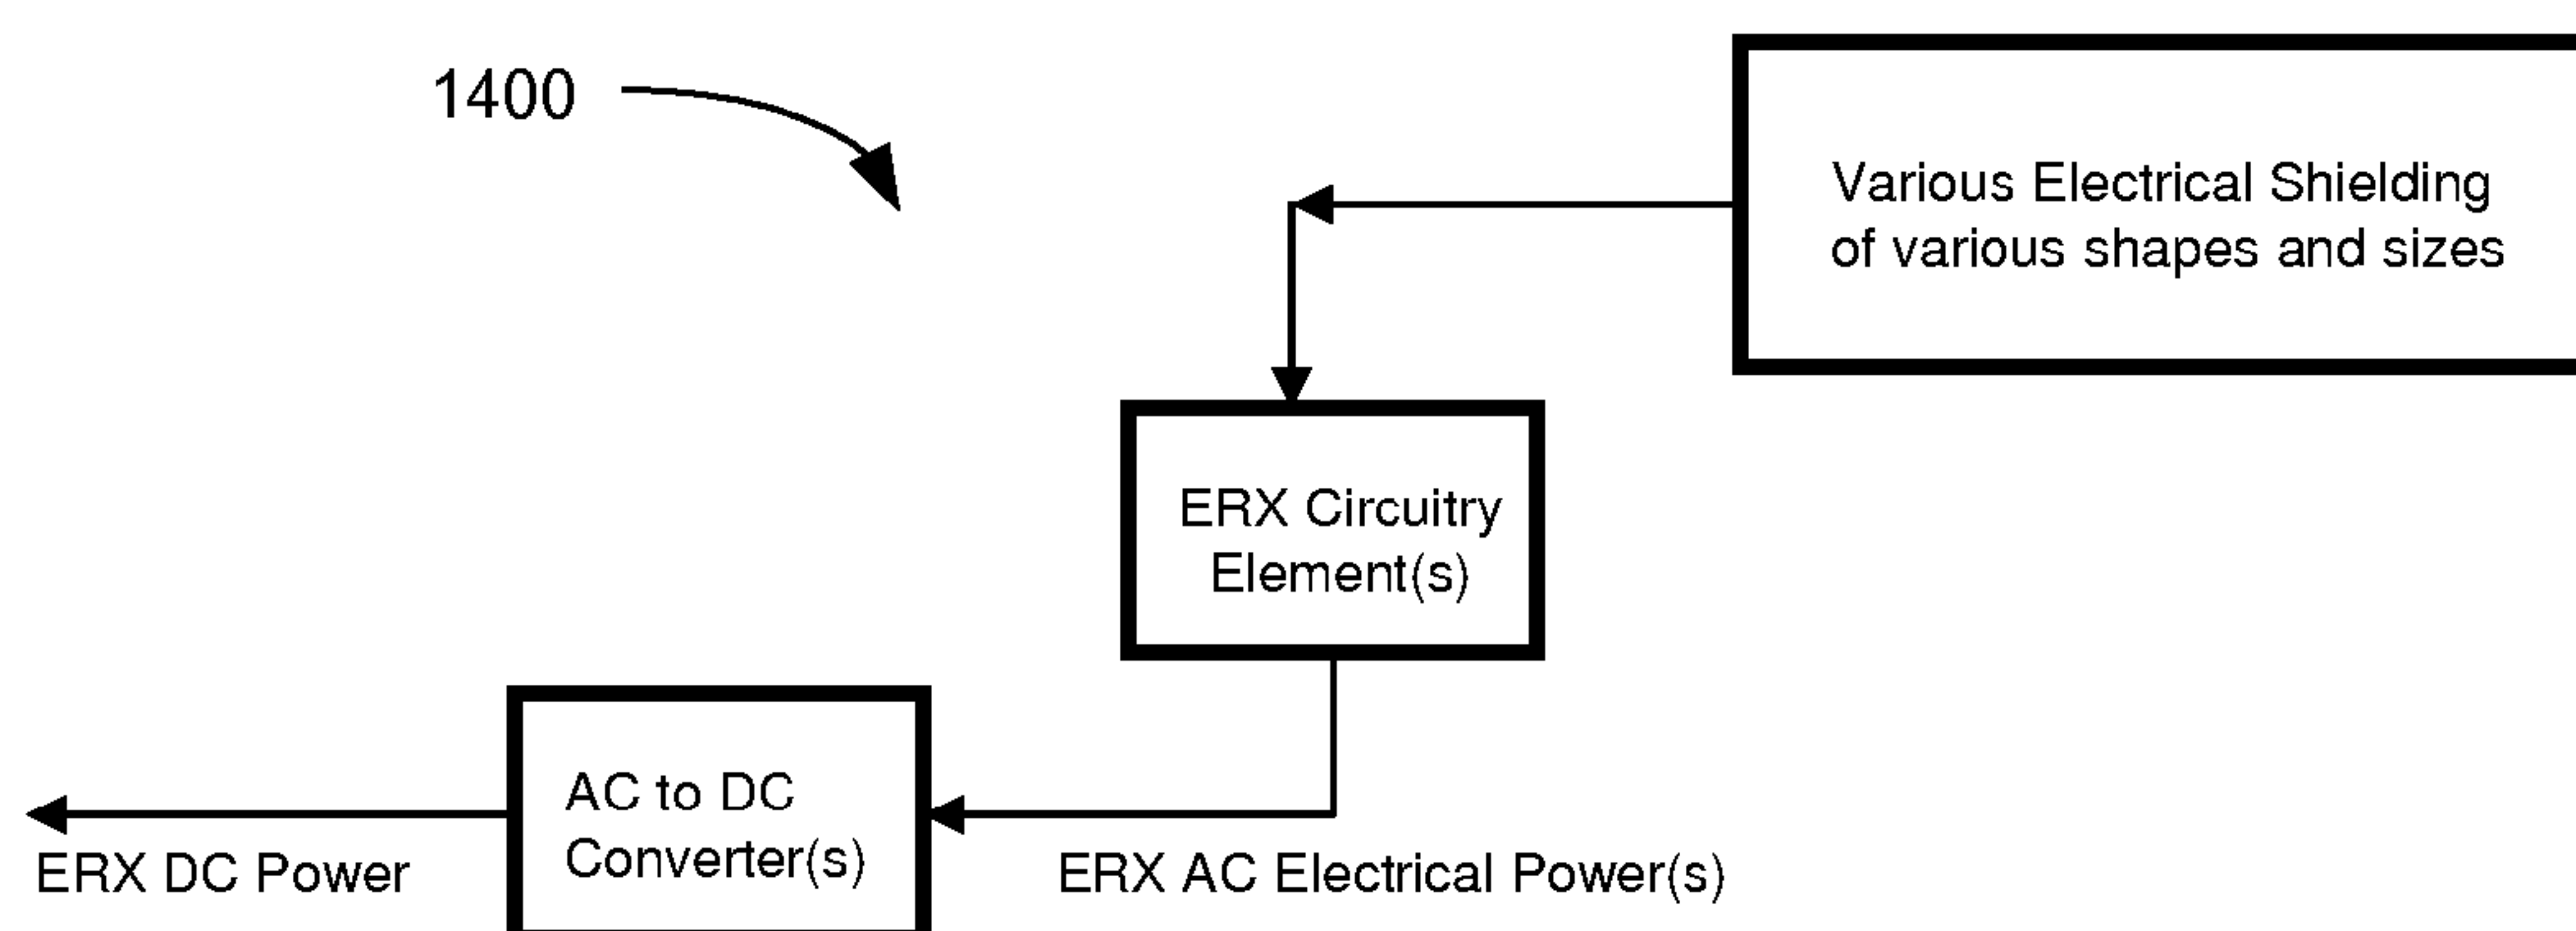 1400
Various Electrical Shielding
of various shapes and sizes
ERX Circuitry
Element(s)
AC to DC
Converter(s)
ERX DC Power
ERX AC Electrical Power(s)